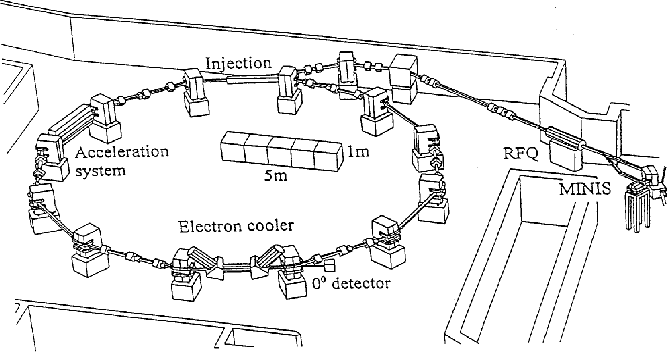 Injection
Acceleration
system
1m
5m
RFQ
MINIS
Electron cooler
0° detector